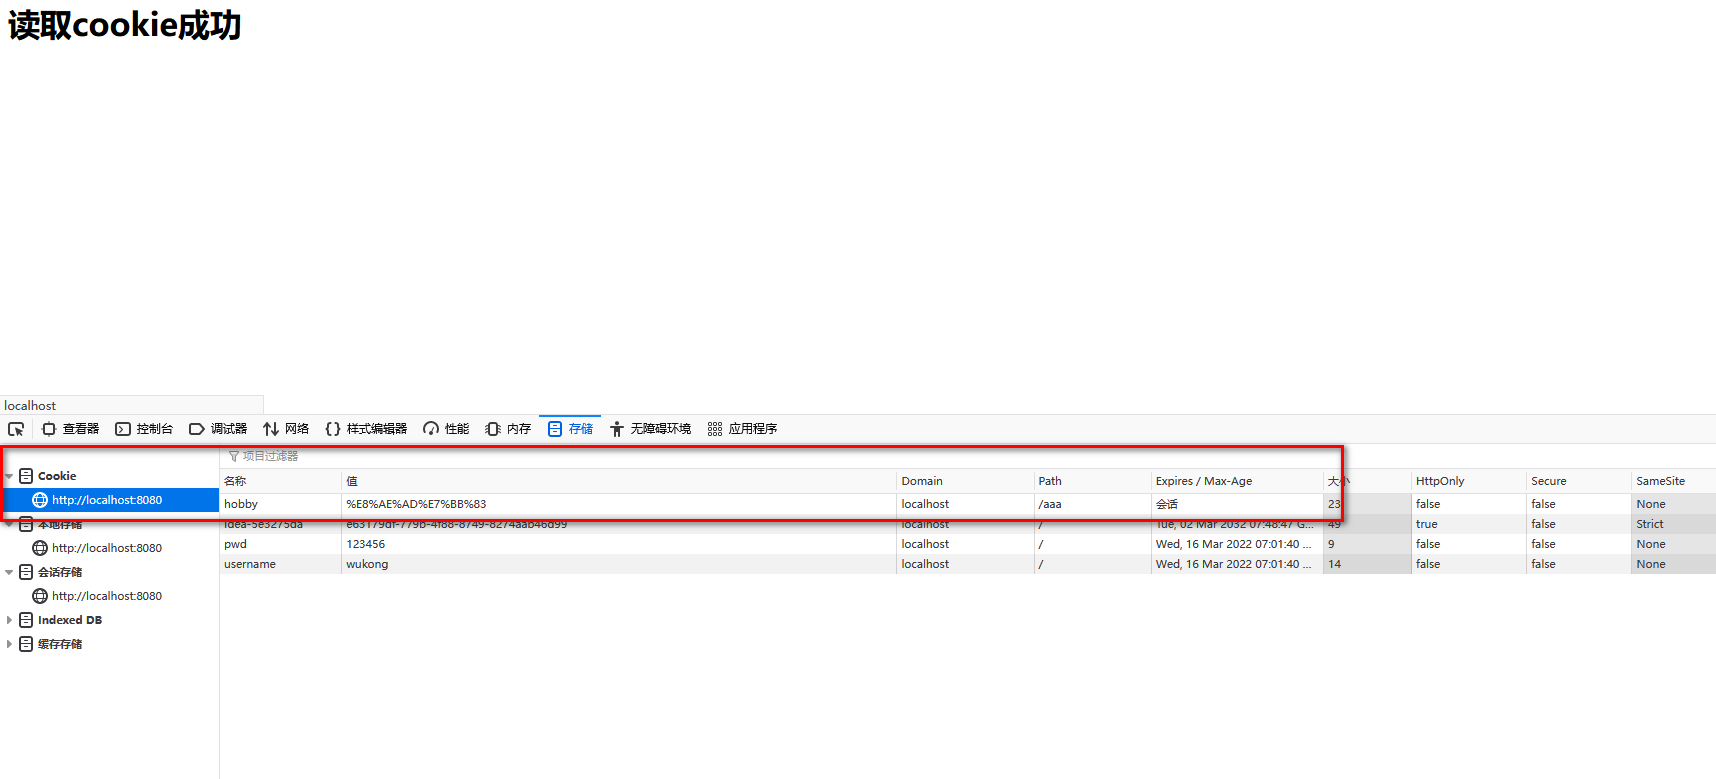 读取cookie成功
localhost
查看器 控制台 调试器 网络 {} 样式编辑器 性能 内存 存储 无障碍环境 应用程序
项目过滤器
Cookie
http://localhost:8080
本地存储
http://localhost:8080
会话存储
http://localhost:8080
Indexed DB
缓存存储
名称 值 Domain Path Expires / Max-Age 大小 HttpOnly Secure SameSite
hobby %E8%AE%AD%E7%BB%83 localhost /aaa 会话 23 false false None
Idea-5e3275da e63179df-779b-4f88-8749-8274aab46d99 localhost / Tue, 02 Mar 2032 07:48:47 G... 49 true false Strict
pwd 123456 localhost / Wed, 16 Mar 2022 07:01:40 ... 9 false false None
username wukong localhost / Wed, 16 Mar 2022 07:01:40 ... 14 false false None